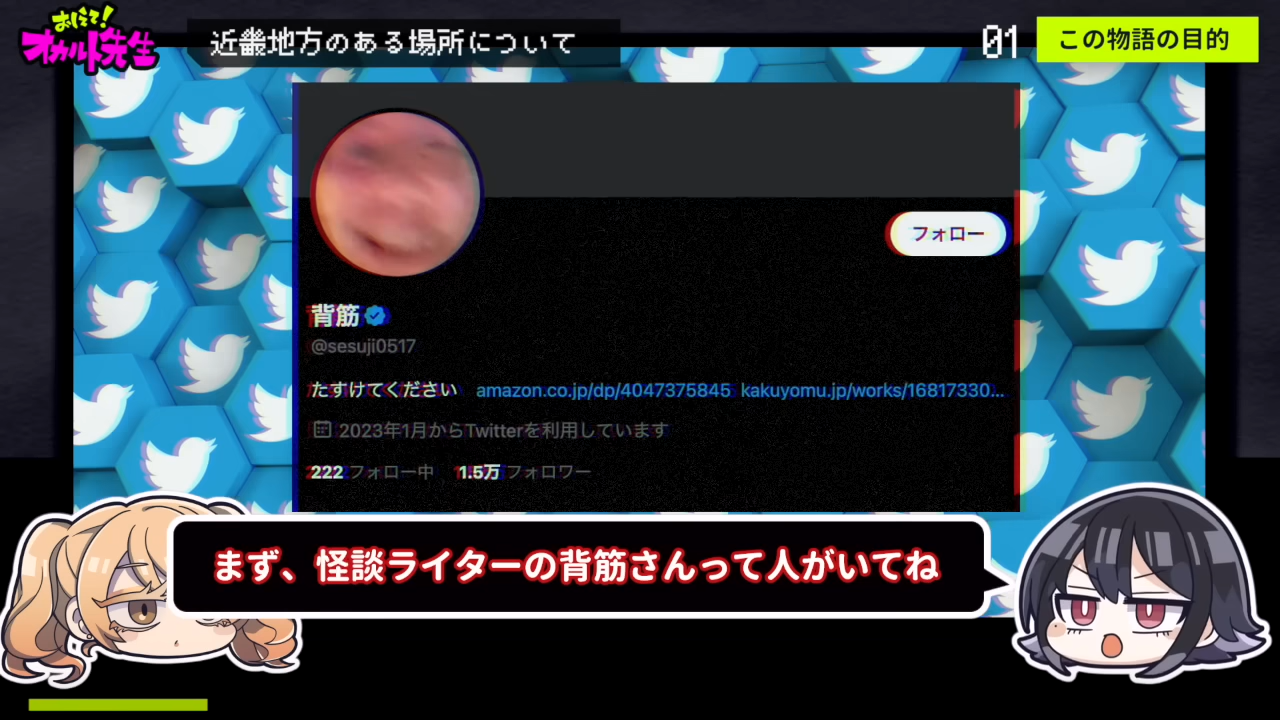 おしえて!
オカルト先生
近畿地方のある場所について
01
この物語の目的
フォロー
背筋
@sesuji0517
たすけてください amazon.co.jp/dp/4047375845 kakuyomu.jp/works/16817330...
2023年1月からTwitterを利用しています
222 フォロー中 1.5万 フォロワー
まず、怪談ライターの背筋さんって人がいてね